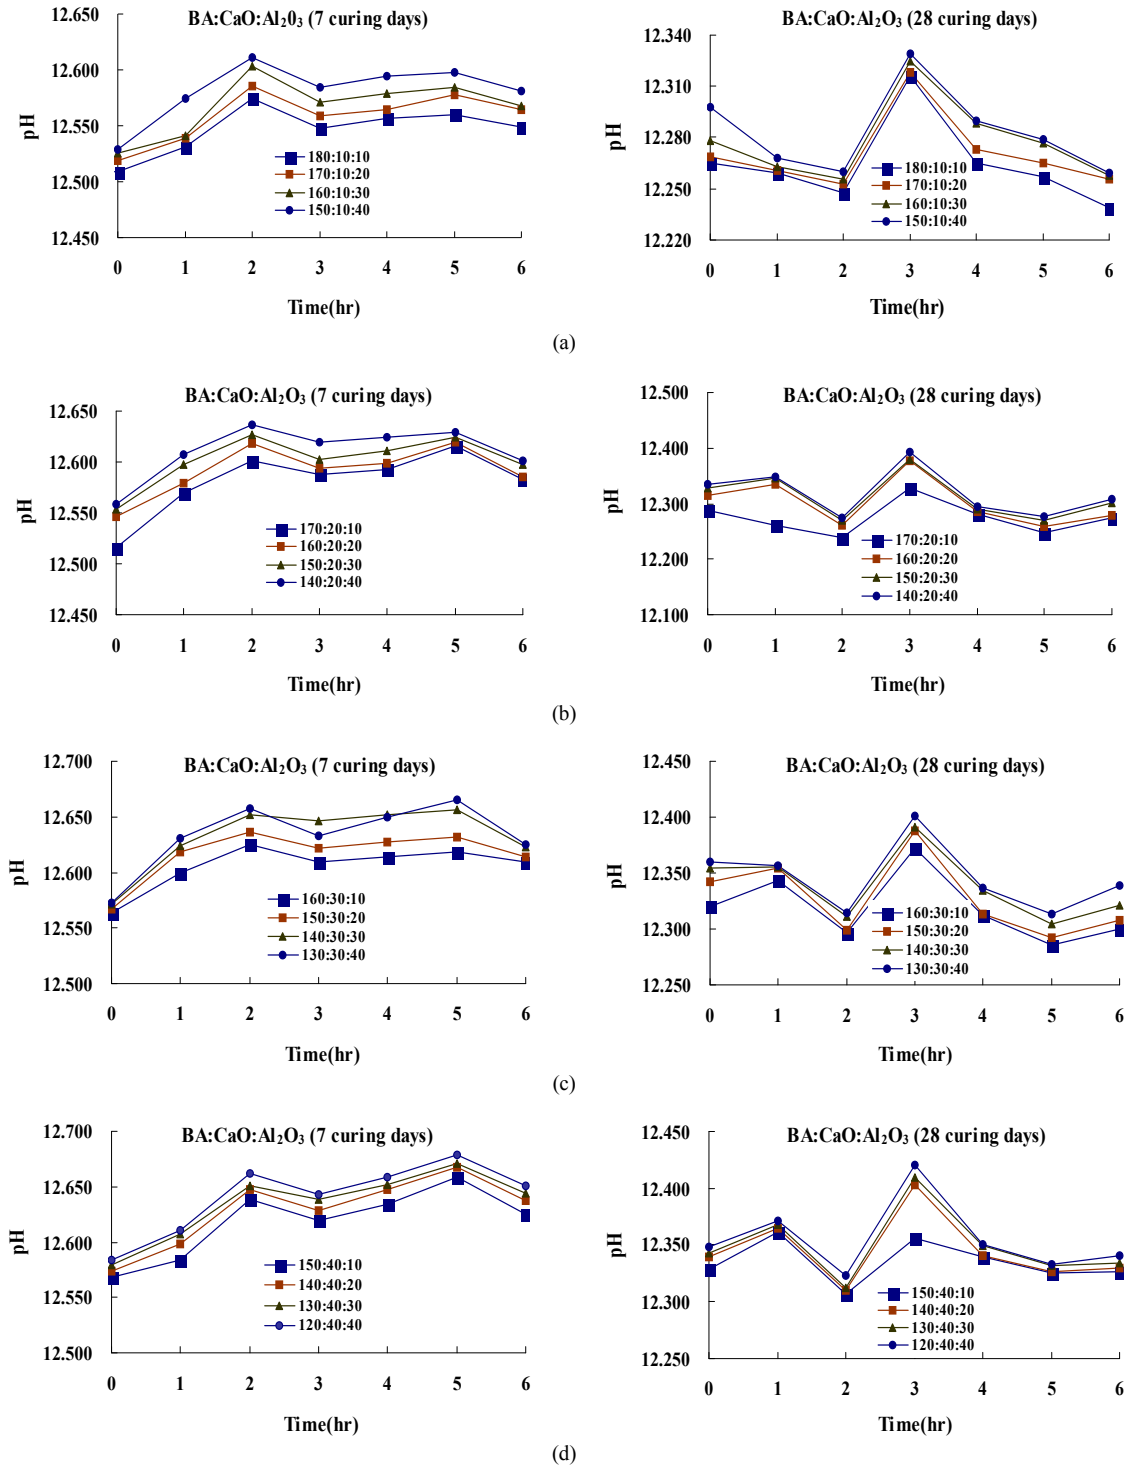 BA:CaO:Al₂0₃ (7 curing days)
12.650
12.600
12.550
12.500
12.450
pH
180:10:10
170:10:20
160:10:30
150:10:40
0 1 2 3 4 5 6
Time(hr)
BA:CaO:Al₂O₃ (28 curing days)
12.340
12.310
12.280
12.250
12.220
pH
180:10:10
170:10:20
160:10:30
150:10:40
0 1 2 3 4 5 6
Time(hr)
(a)
BA:CaO:Al₂O₃ (7 curing days)
12.650
12.600
12.550
12.500
12.450
pH
170:20:10
160:20:20
150:20:30
140:20:40
0 1 2 3 4 5 6
Time(hr)
BA:CaO:Al₂O₃ (28 curing days)
12.500
12.400
12.300
12.200
12.100
pH
170:20:10
160:20:20
150:20:30
140:20:40
0 1 2 3 4 5 6
Time(hr)
(b)
BA:CaO:Al₂O₃ (7 curing days)
12.700
12.650
12.600
12.550
12.500
pH
160:30:10
150:30:20
140:30:30
130:30:40
0 1 2 3 4 5 6
Time(hr)
BA:CaO:Al₂O₃ (28 curing days)
12.450
12.400
12.350
12.300
12.250
pH
160:30:10
150:30:20
140:30:30
130:30:40
0 1 2 3 4 5 6
Time(hr)
(c)
BA:CaO:Al₂O₃ (7 curing days)
12.700
12.650
12.600
12.550
12.500
pH
150:40:10
140:40:20
130:40:30
120:40:40
0 1 2 3 4 5 6
Time(hr)
BA:CaO:Al₂O₃ (28 curing days)
12.450
12.400
12.350
12.300
12.250
pH
150:40:10
140:40:20
130:40:30
120:40:40
0 1 2 3 4 5 6
Time(hr)
(d)